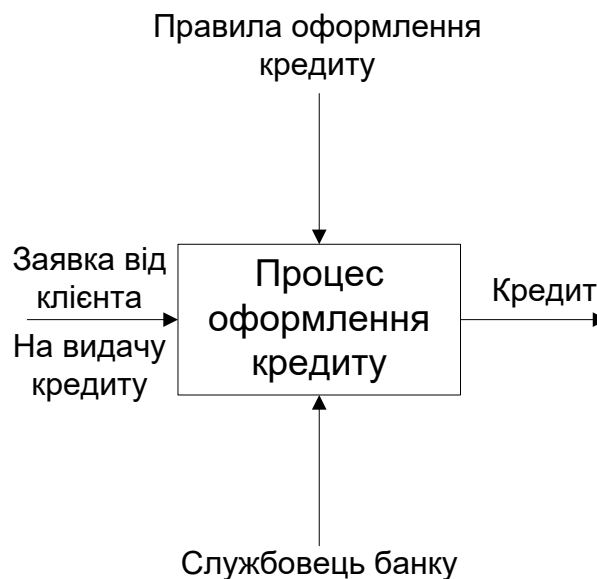 Правила оформлення
кредиту
Заявка від
клієнта
На видачу
кредиту
Процес
оформлення
кредиту
Кредит
Службовець банку